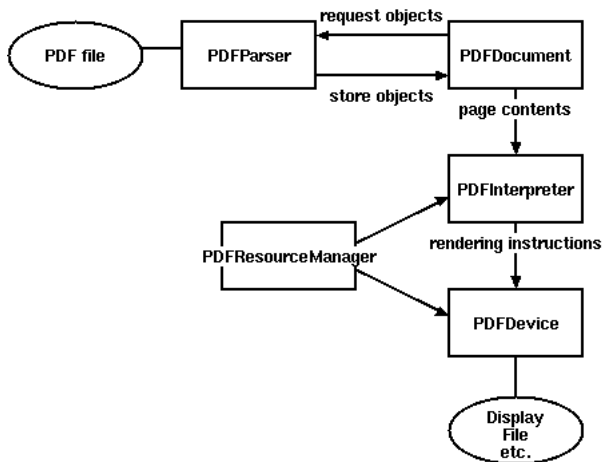 request objects
PDF file
PDFParser
PDFDocument
store objects
page contents
PDFInterpreter
PDFResourceManager
rendering instructions
PDFDevice
Display
File
etc.